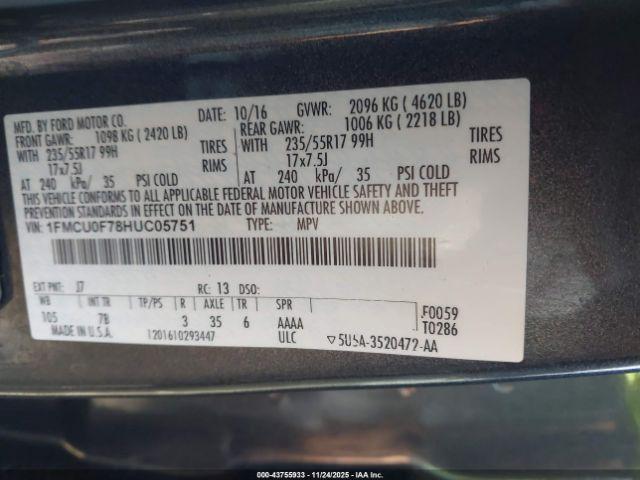 MFD. BY FORD MOTOR CO. DATE: 10/16 GVWR: 2096 KG ( 4620 LB)
FRONT GAWR: 1098 KG ( 2420 LB) REAR GAWR: 1006 KG ( 2218 LB)
WITH 235/55R17 99H TIRES WITH 235/55R17 99H TIRES
17x7.5J RIMS 17x7.5J RIMS
AT 240 kPa/ 35 PSI COLD AT 240 kPa/ 35 PSI COLD
THIS VEHICLE CONFORMS TO ALL APPLICABLE FEDERAL MOTOR VEHICLE SAFETY AND THEFT
PREVENTION STANDARDS IN EFFECT ON THE DATE OF MANUFACTURE SHOWN ABOVE.
VIN: 1FMCU0F78HUC05751 TYPE: MPV
EXT PNT: J7 RC: 13 DSO:
WB INT TR TP/PS R AXLE TR SPR F0059
105 7B 3 35 6 AAAA T0286
MADE IN U.S.A. 1201610293447 ULC ▽5U5A-3520472-AA
000-43755933 - 11/24/2025 - IAA Inc.